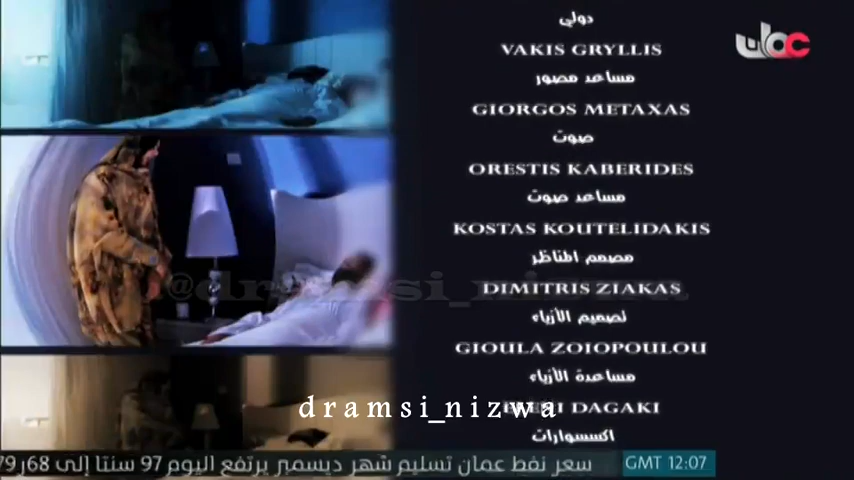 دولي
VAKIS GRYLLIS
مساعد مصور
GIORGOS METAXAS
صوت
ORESTIS KABERIDES
مساعد صوت
KOSTAS KOUTELIDAKIS
مصمم المناظر
@dramsi_nizwa
DIMITRIS ZIAKAS
تصميم الأزياء
GIOULA ZOIOPOULOU
مساعدة الأزياء
dramsi_nizwa
DAGAKI
اكسسوارات
سعر نفط عمان تسليم شهر ديسمبر يرتفع اليوم 97 سنتا إلى 68ر79
GMT 12:07